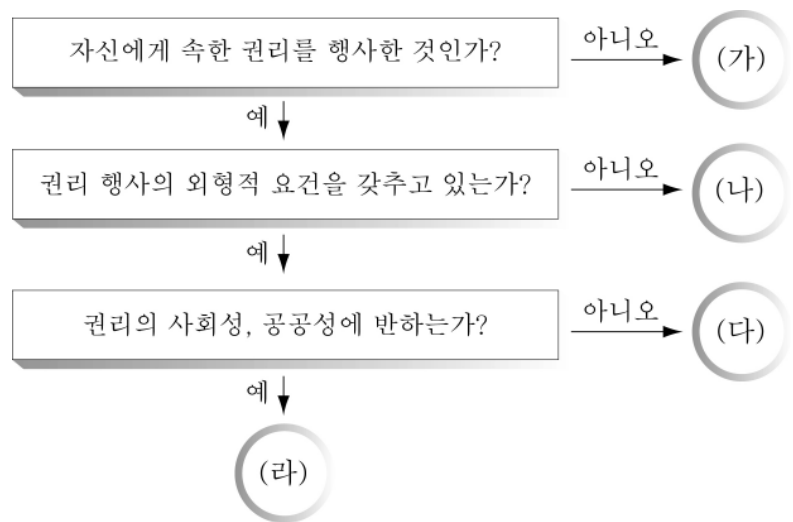 자신에게 속한 권리를 행사한 것인가?
아니오
(가)
예
권리 행사의 외형적 요건을 갖추고 있는가?
아니오
(나)
예
권리의 사회성, 공공성에 반하는가?
아니오
(다)
예
(라)